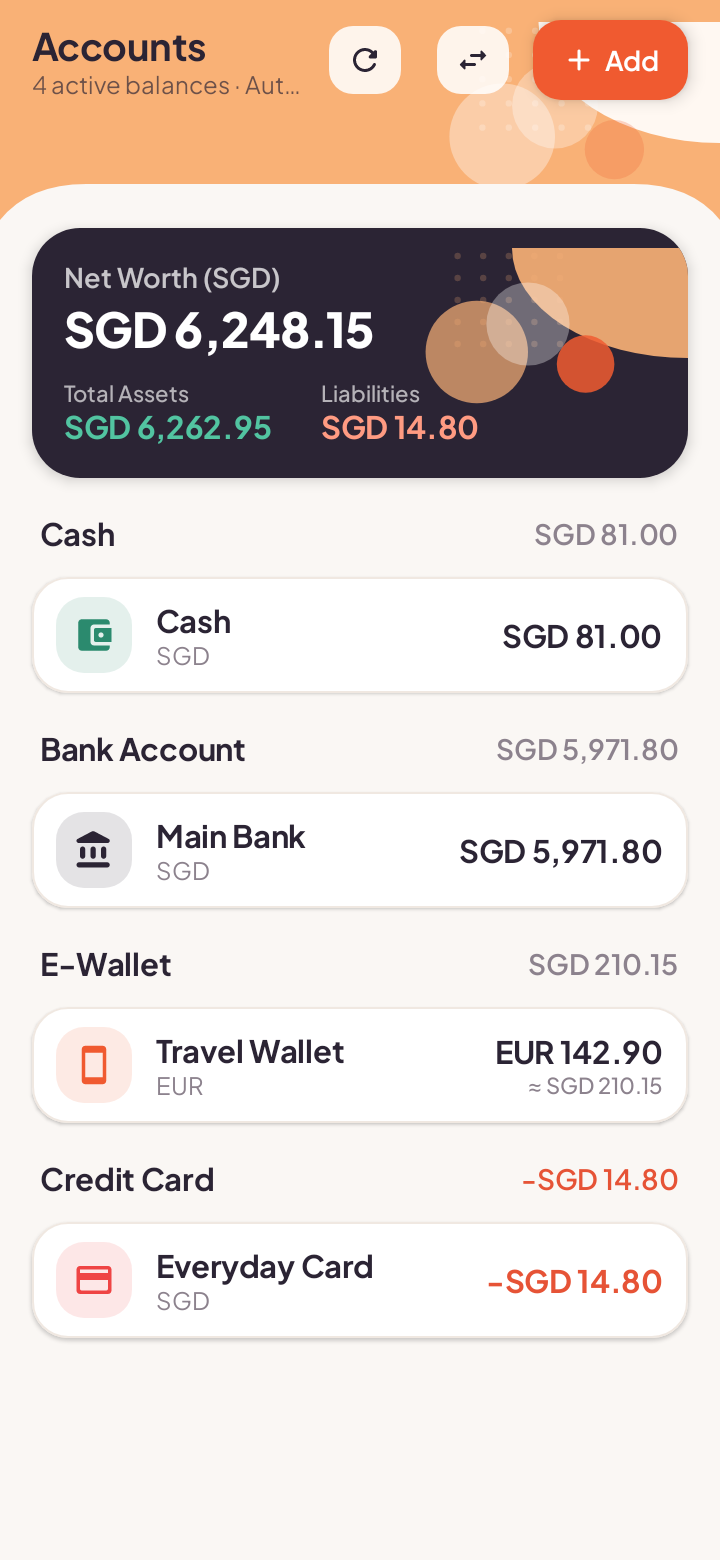 Accounts
4 active balances · Aut...
Add
Net Worth (SGD)
SGD 6,248.15
Total Assets
Liabilities
SGD 6,262.95
SGD 14.80
Cash
SGD 81.00
Cash
SGD
SGD 81.00
Bank Account
SGD 5,971.80
Main Bank
SGD
SGD 5,971.80
E-Wallet
SGD 210.15
Travel Wallet
EUR
EUR 142.90
≈ SGD 210.15
Credit Card
-SGD 14.80
Everyday Card
SGD
-SGD 14.80